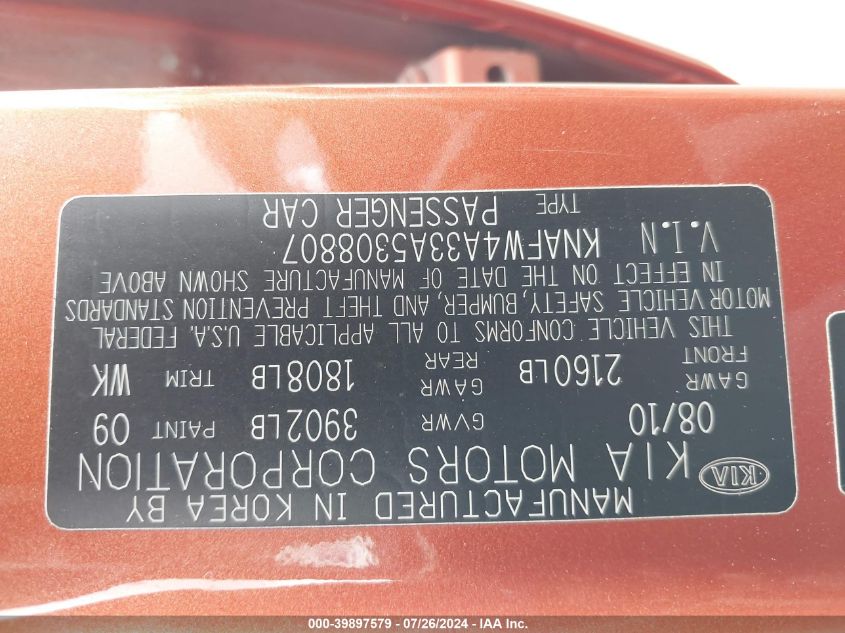 MANUFACTURED IN KOREA BY
KIA KIA MOTORS CORPORATION
08/10 GVWR 3902LB PAINT 09
GAWR FRONT 2160LB GAWR REAR 1808LB TRIM WK
THIS VEHICLE CONFORMS TO ALL APPLICABLE U.S.A. FEDERAL
MOTOR VEHICLE SAFETY, BUMPER, AND THEFT PREVENTION STANDARDS
IN EFFECT ON THE DATE OF MANUFACTURE SHOWN ABOVE
V.I.N KNAFW4A33A5308807
TYPE PASSENGER CAR
000-39897579 - 07/26/2024 - IAA Inc.